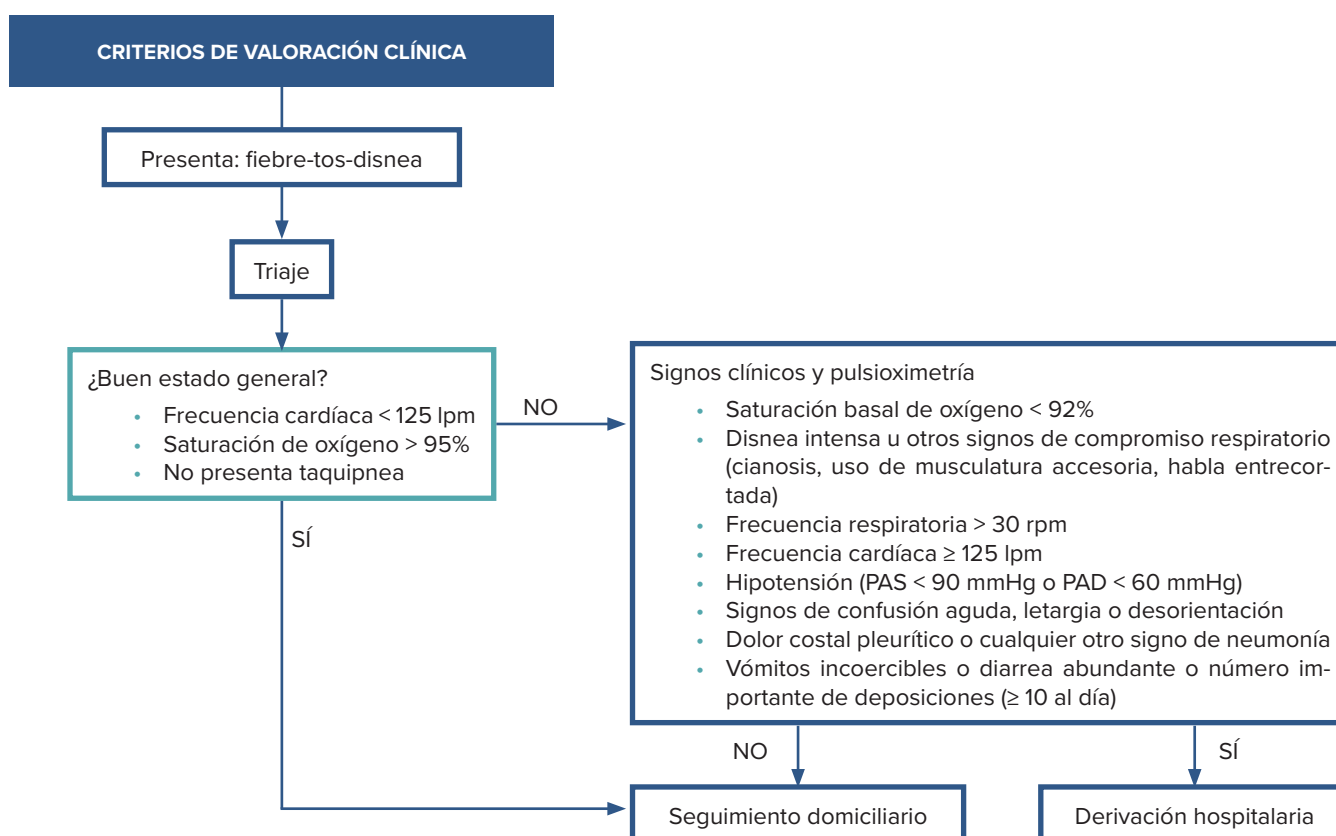 CRITERIOS DE VALORACIÓN CLÍNICA
Presenta: fiebre-tos-disnea
Triaje
¿Buen estado general?
• Frecuencia cardíaca < 125 lpm
• Saturación de oxígeno > 95%
• No presenta taquipnea
NO
SÍ
Signos clínicos y pulsioximetría
• Saturación basal de oxígeno < 92%
• Disnea intensa u otros signos de compromiso respiratorio
(cianosis, uso de musculatura accesoria, habla entrecor-
tada)
• Frecuencia respiratoria > 30 rpm
• Frecuencia cardíaca ≥ 125 lpm
• Hipotensión (PAS < 90 mmHg o PAD < 60 mmHg)
• Signos de confusión aguda, letargia o desorientación
• Dolor costal pleurítico o cualquier otro signo de neumonía
• Vómitos incoercibles o diarrea abundante o número im-
portante de deposiciones (≥ 10 al día)
NO
SÍ
Seguimiento domiciliario
Derivación hospitalaria